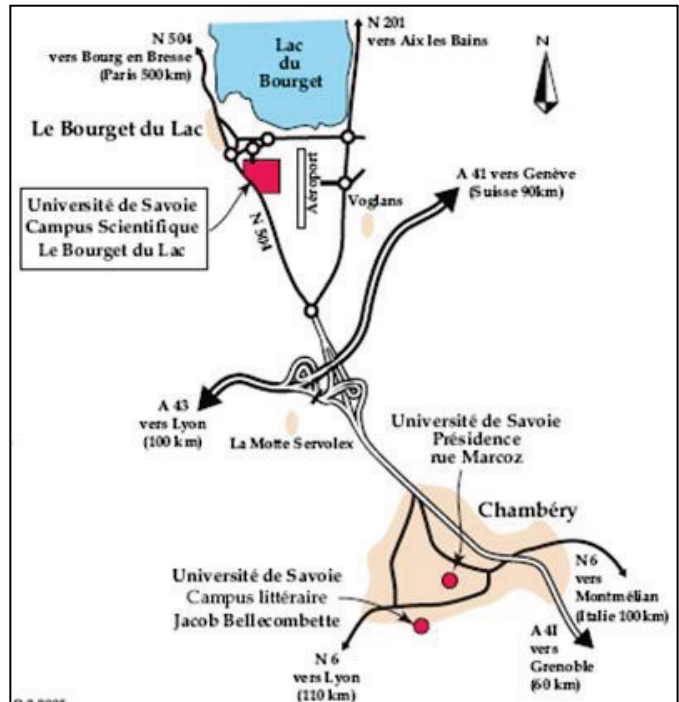 N 504
vers Bourg en Bresse
(Paris 500km)
N 201
vers Aix les Bains
Lac
du
Bourget
N
Le Bourget du Lac
A 41 vers Genève
(Suisse 90km)
Aéroport
Voglans
Université de Savoie
Campus Scientifique
Le Bourget du Lac
N 504
A 43
vers Lyon
(100 km)
La Motte Servolex
Université de Savoie
Présidence
rue Marcoz
Chambéry
Université de Savoie
Campus littéraire
Jacob Bellecombette
N6
vers
Montmélian
(Italie 100km)
A 41
vers
Grenoble
(60 km)
N 6
vers Lyon
(110 km)